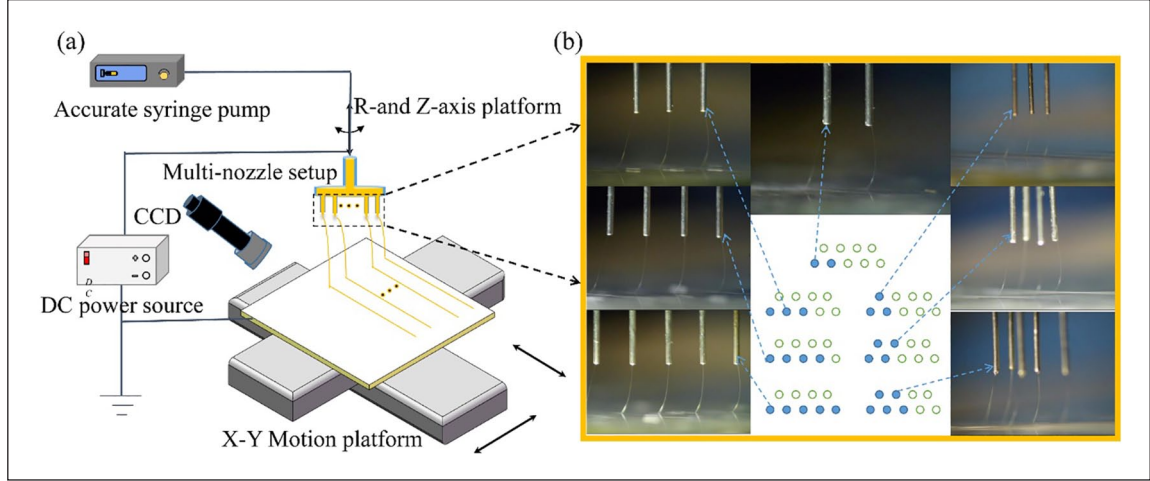 (a)
(b)
Accurate syringe pump
R-and Z-axis platform
Multi-nozzle setup
CCD
D
C
DC power source
X-Y Motion platform